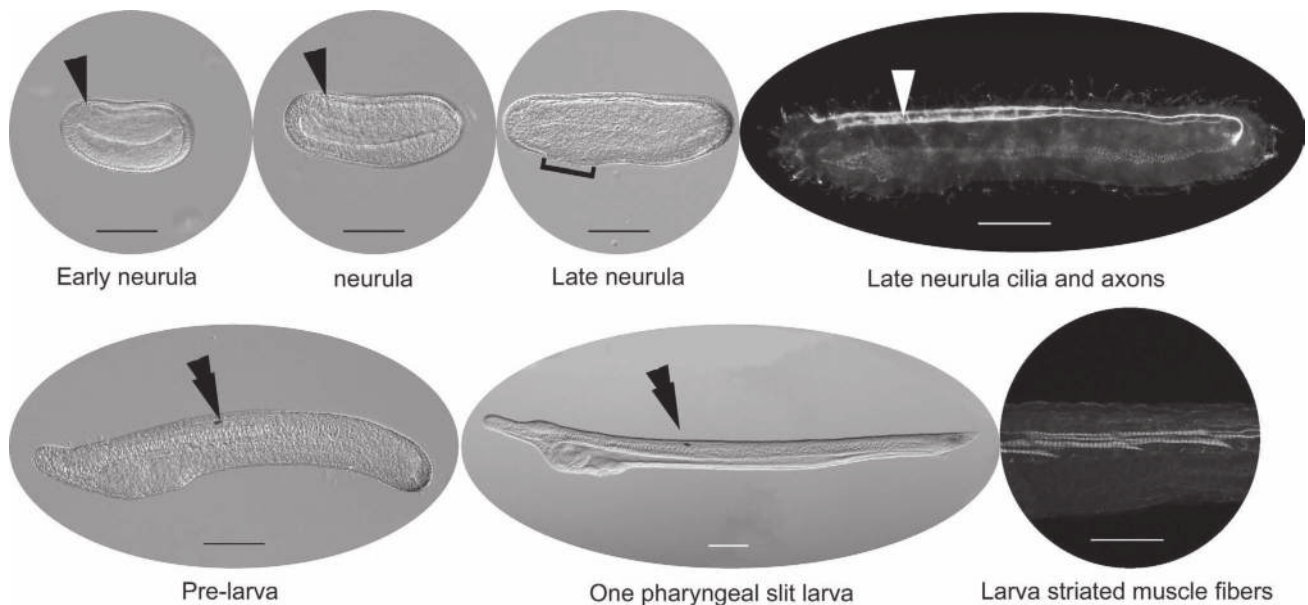 Early neurula
neurula
Late neurula
Late neurula cilia and axons
Pre-larva
One pharyngeal slit larva
Larva striated muscle fibers